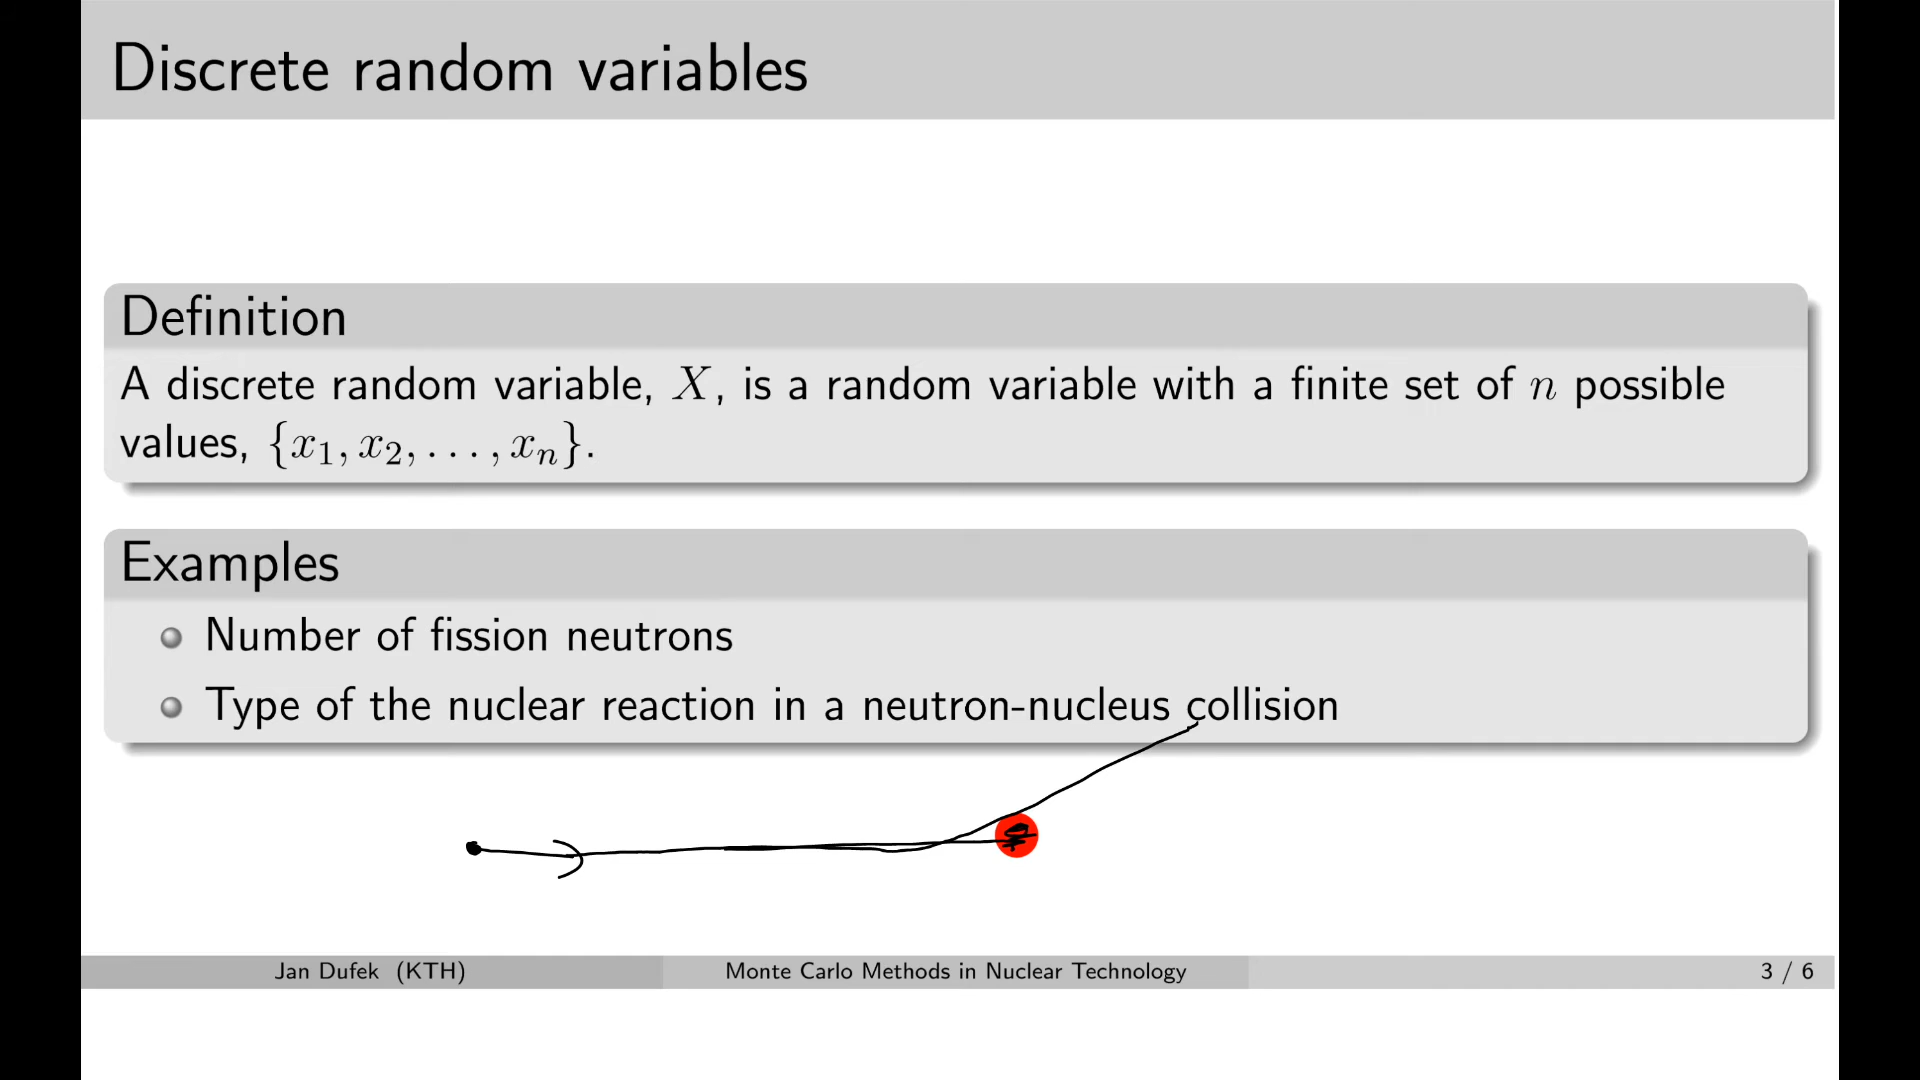 Discrete random variables
Definition
A discrete random variable, X, is a random variable with a finite set of n possible
values, {x₁, x₂, . . . , xₙ}.
Examples
Number of fission neutrons
Type of the nuclear reaction in a neutron-nucleus collision
Jan Dufek (KTH)
Monte Carlo Methods in Nuclear Technology
3 / 6